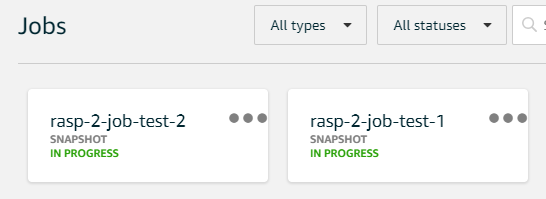 Jobs
All types
All statuses
rasp-2-job-test-2
SNAPSHOT
IN PROGRESS
rasp-2-job-test-1
SNAPSHOT
IN PROGRESS